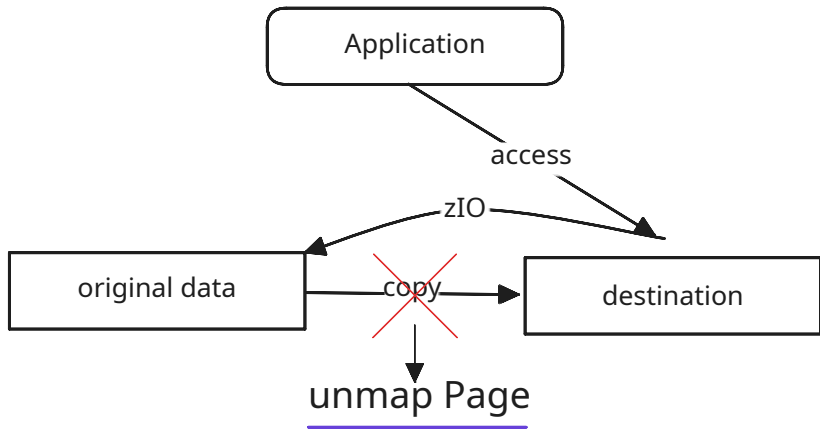 Application
access
zIO
original data
copy
destination
unmap Page